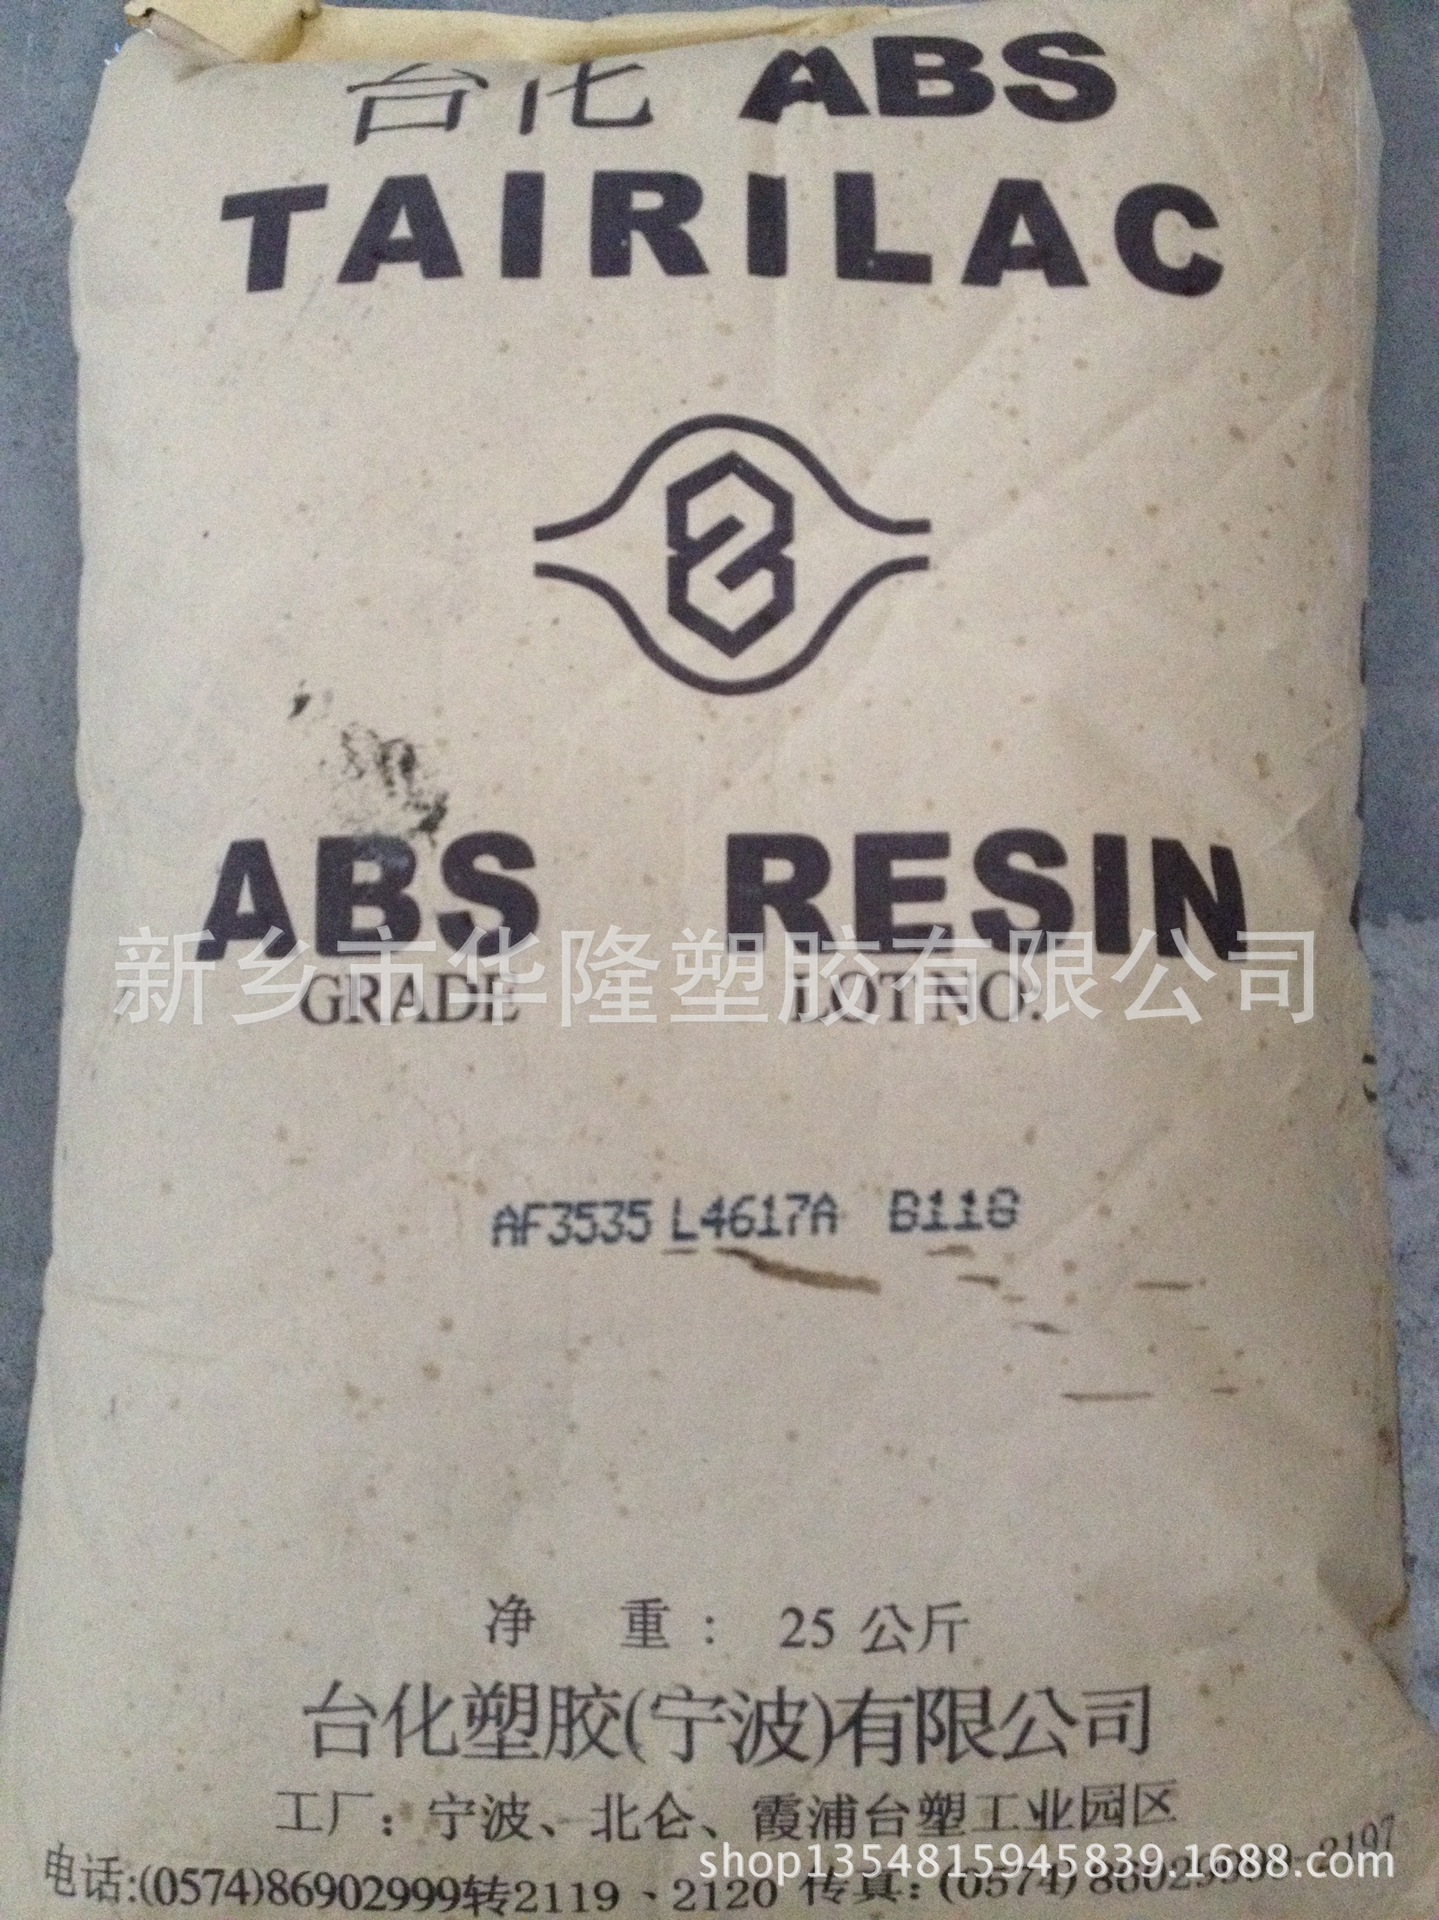 台化 ABS
TAIRILAC
ABS RESIN
新乡市华隆塑胶有限公司
GRADE LOT NO:
AF3535 L4617A B118
净 重: 25 公斤
台化塑胶(宁波)有限公司
工厂:宁波、北仑、霞浦台塑工业园区
shop1354815945839.1688.com
电话:(0574)86902999转2119、2120 传真:(0574)